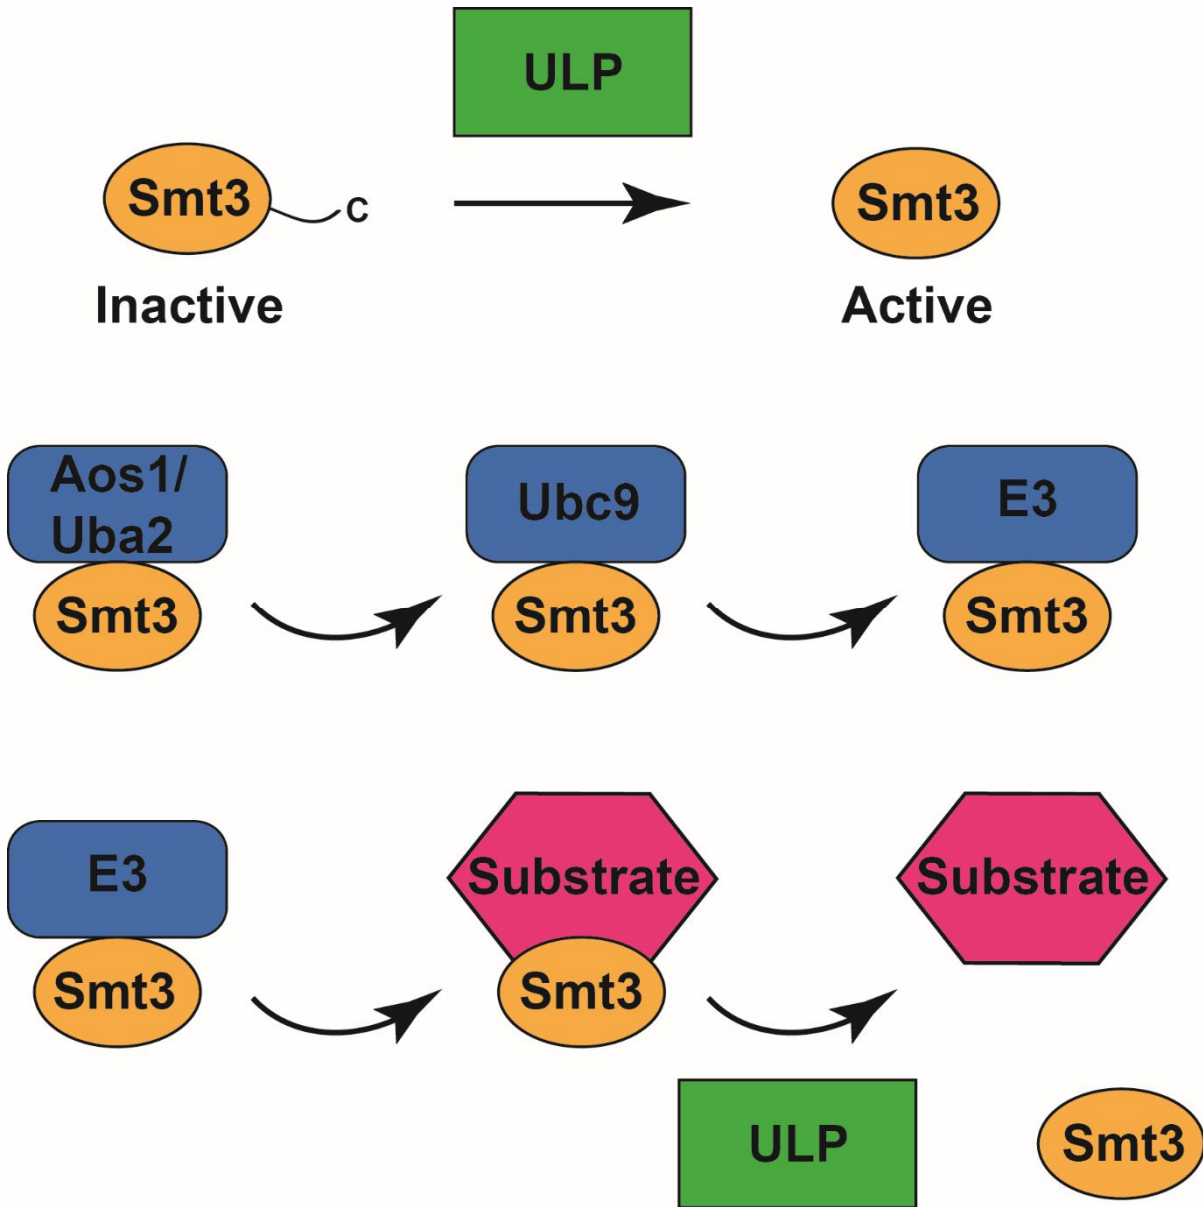 ULP
Smt3
C
Smt3
Inactive
Active
Aos1/
Uba2
Smt3
Ubc9
Smt3
E3
Smt3
E3
Smt3
Substrate
Smt3
Substrate
ULP
Smt3